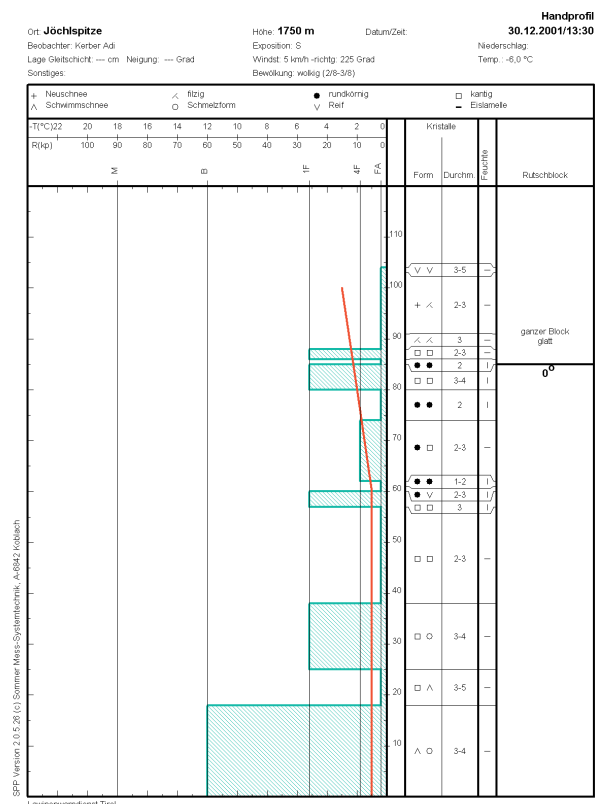 Handprofil
Ort: Jöchlspitze Höhe: 1750 m Datum/Zeit: 30.12.2001/13:30
Beobachter: Kerber Adi Exposition: S Niederschlag:
Lage Gleitschicht: --- cm Neigung: --- Grad Windst: 5 km/h -richtg: 225 Grad Temp.: -6,0 °C
Sonstiges: Bewölkung: wolkig (2/8-3/8)
+ Neuschnee filzig ● rundkörnig □ kantig
∧ Schwimmschnee ○ Schmelzform ∨ Reif – Eislamelle
-T(°C) 22 20 18 16 14 12 10 8 6 4 2 0 Kristalle
R(kp) 100 90 80 70 60 50 40 30 20 10 0
M B 1F 4F FA Form Durchm. Feuchte Rutschblock
110
∨ ∨ 3-5 –
100
+ 2-3 –
90
3 –
ganzer Block
glatt
□ □ 2-3 –
● ● 2 I
0°
□ □ 3-4 I
80
● ● 2 I
70
● □ 2-3 –
● ● 1-2 I
60
● ∨ 2-3 I
□ □ 3 –
50
□ □ 2-3 –
40
30
□ ○ 3-4 –
20
□ ∧ 3-5 –
10
∧ ○ 3-4 –
SPP Version 2.0.5.26 (c) Sommer Mess-Systemtechnik, A-6842 Koblach
Lawinenwarndienst Tirol